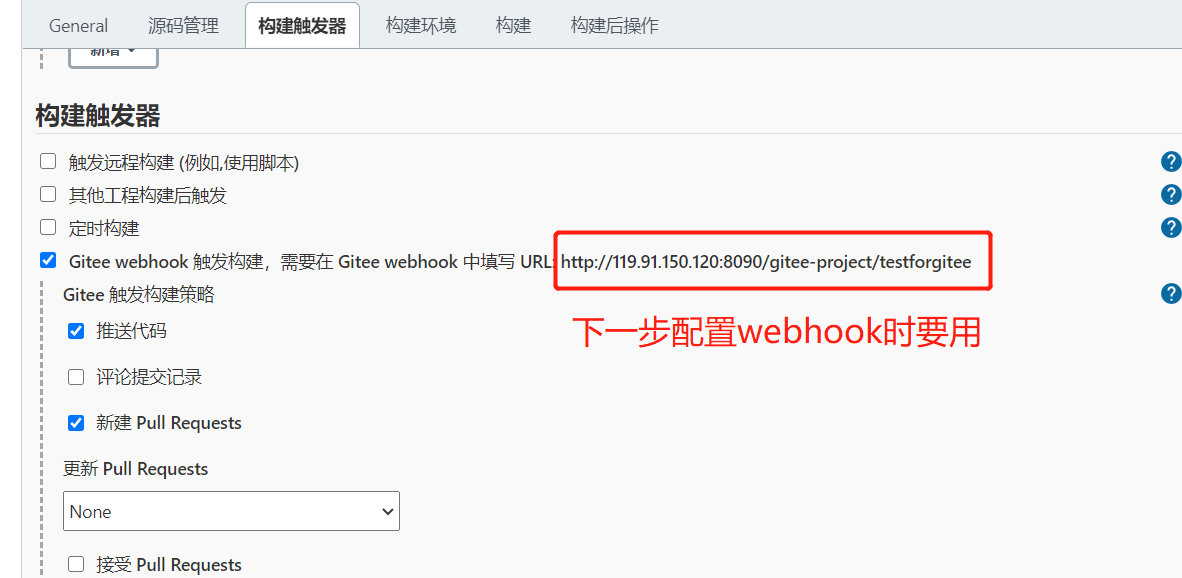 General 源码管理 构建触发器 构建环境 构建 构建后操作
新增
构建触发器
触发远程构建 (例如,使用脚本)
其他工程构建后触发
定时构建
Gitee webhook 触发构建，需要在 Gitee webhook 中填写 URL: http://119.91.150.120:8090/gitee-project/testforgitee
Gitee 触发构建策略
下一步配置webhook时要用
推送代码
评论提交记录
新建 Pull Requests
更新 Pull Requests
None
接受 Pull Requests